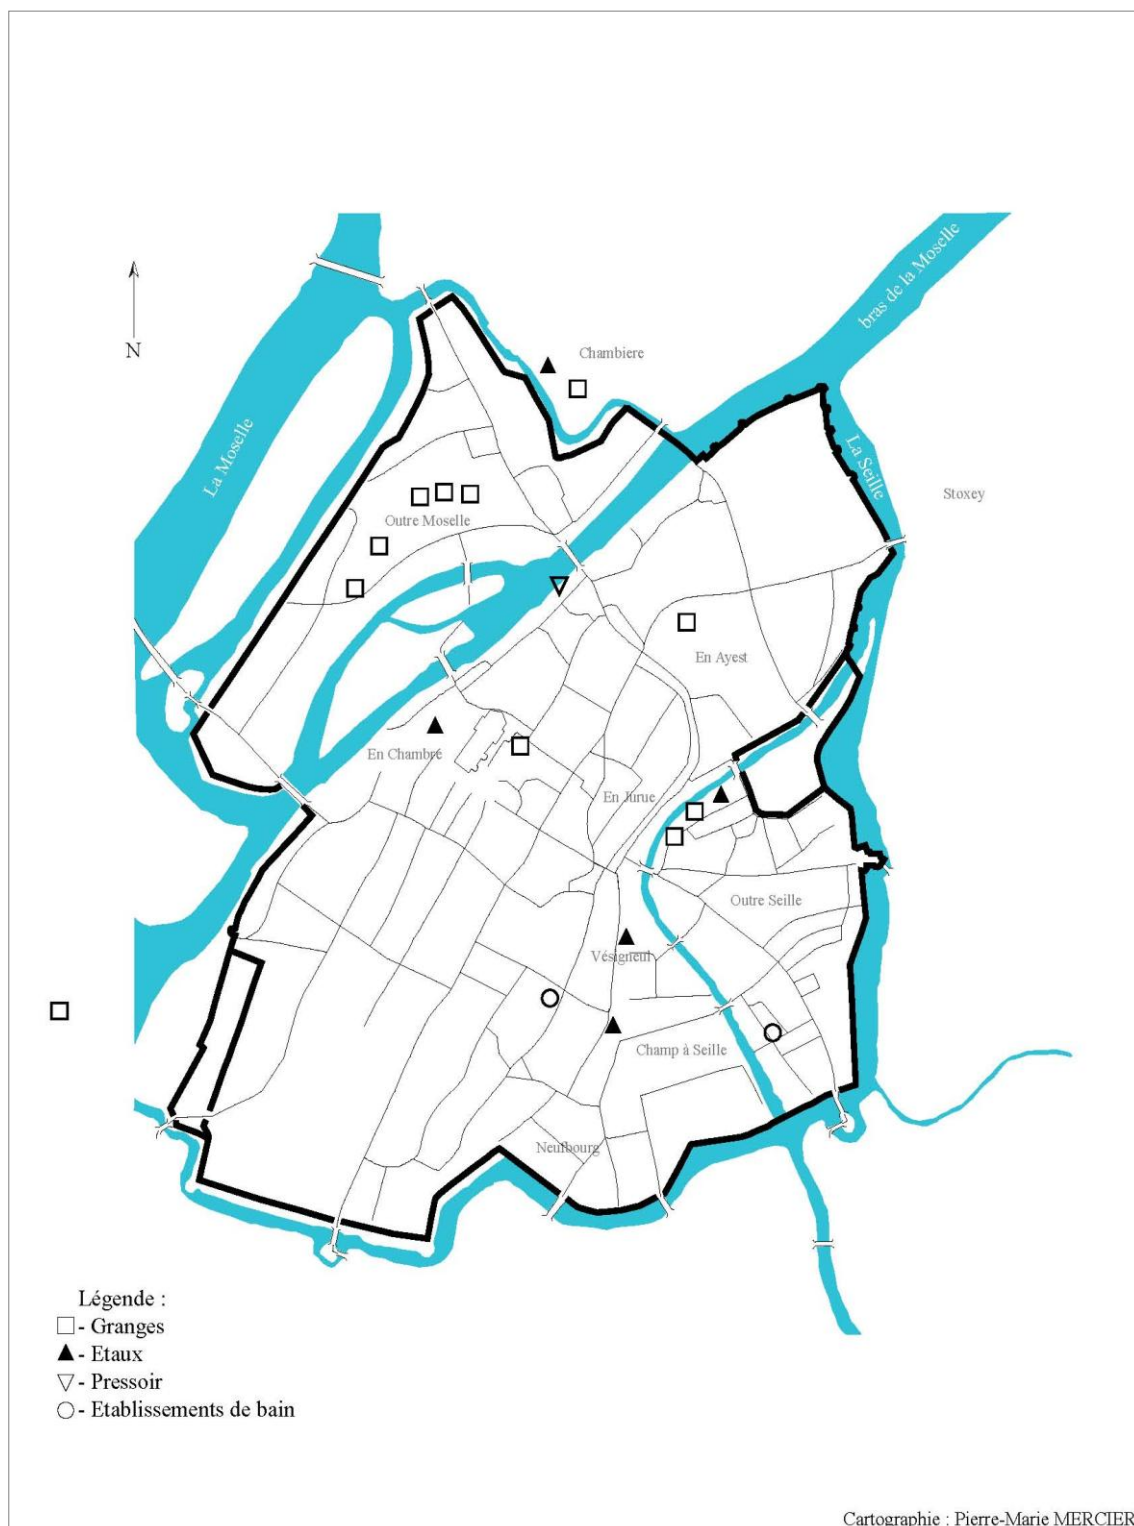 bras de la Moselle
N
Chambiere
La Moselle
La Seille
Stoxey
Outre Moselle
En Ayest
En Chambre
En Jurue
Outre Seille
Vésigneul
Champ à Seille
Neufbourg
Légende :
- Granges
- Etaux
- Pressoir
- Etablissements de bain
Cartographie : Pierre-Marie MERCIER